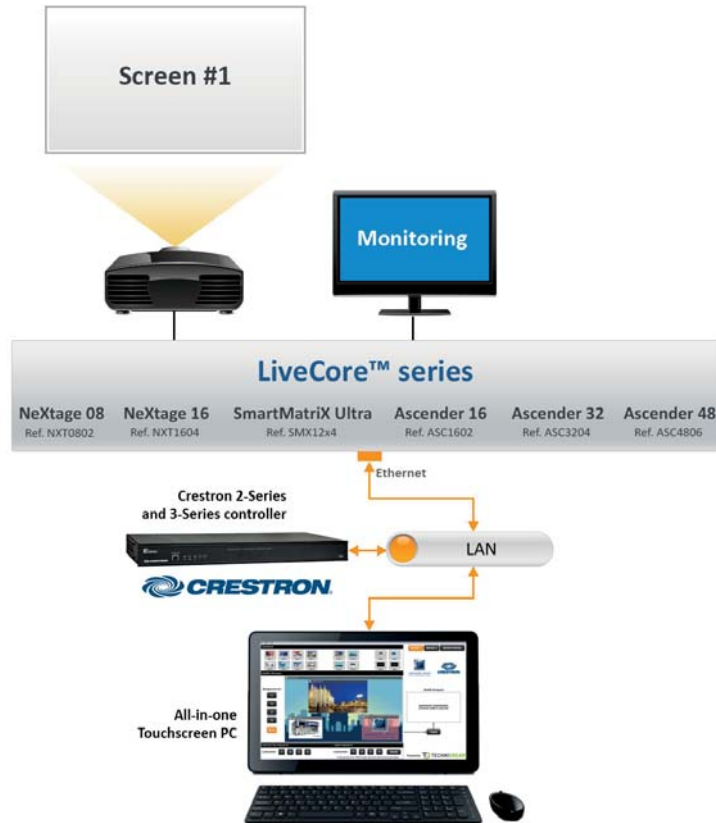 Screen #1
Monitoring
LiveCore™ series
NeXtage 08 NeXtage 16 SmartMatriX Ultra Ascender 16 Ascender 32 Ascender 48
Ref. NXT0802 Ref. NXT1604 Ref. SMX12x4 Ref. ASC1602 Ref. ASC3204 Ref. ASC4806
Ethernet
Crestron 2-Series
and 3-Series controller
LAN
CRESTRON
All-in-one
Touchscreen PC